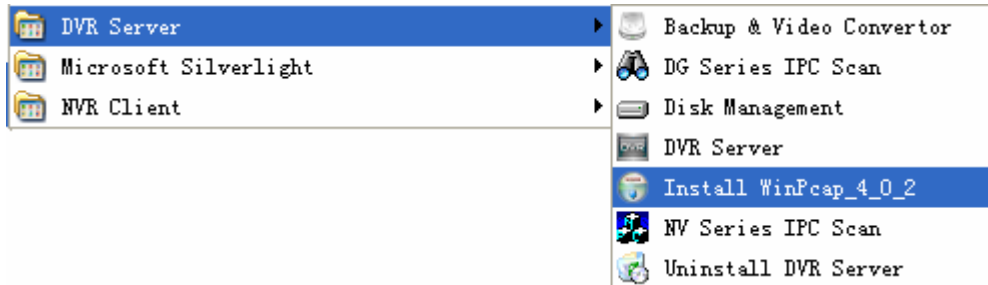 DVR Server
Microsoft Silverlight
NVR Client
Backup & Video Convertor
DG Series IPC Scan
Disk Management
DVR Server
Install WinPcap_4_0_2
NV Series IPC Scan
Uninstall DVR Server